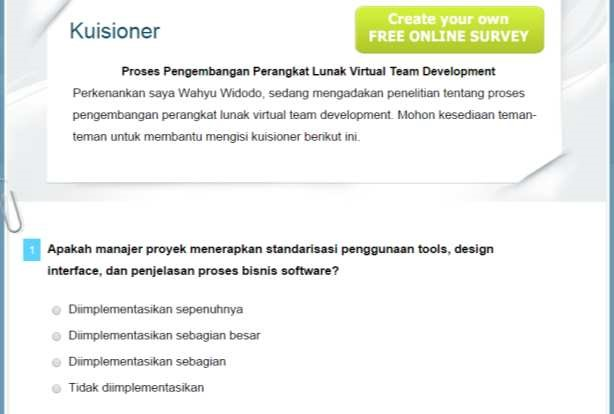 Kuisioner
Create your own
FREE ONLINE SURVEY
Proses Pengembangan Perangkat Lunak Virtual Team Development
Perkenankan saya Wahyu Widodo, sedang mengadakan penelitian tentang proses
pengembangan perangkat lunak virtual team development. Mohon kesediaan teman-
teman untuk membantu mengisi kuisioner berikut ini.
1 Apakah manajer proyek menerapkan standarisasi penggunaan tools, design
interface, dan penjelasan proses bisnis software?
Diimplementasikan sepenuhnya
Diimplementasikan sebagian besar
Diimplementasikan sebagian
Tidak diimplementasikan